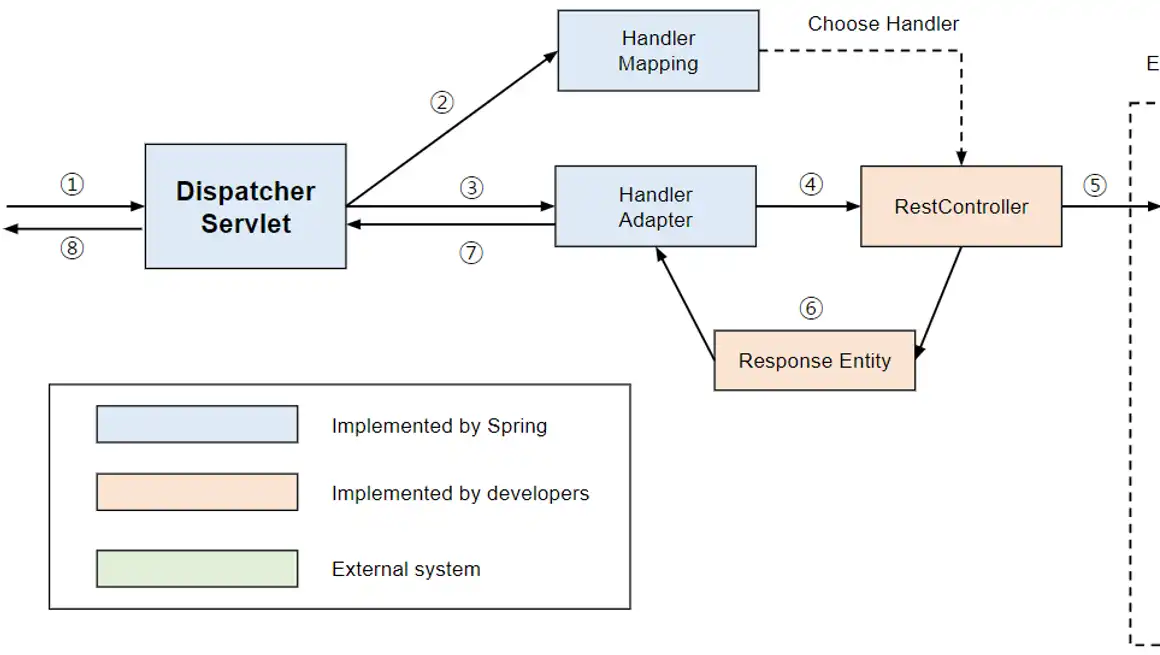 Choose Handler
Handler
Mapping
E
②
①
Dispatcher
Servlet
③
Handler
Adapter
④
RestController
⑤
⑧
⑦
⑥
Response Entity
Implemented by Spring
Implemented by developers
External system